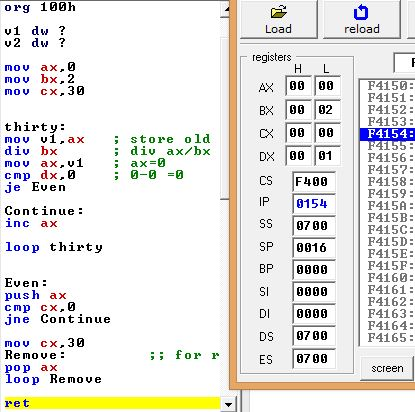 org 100h
v1 dw ?
v2 dw ?
mov ax,0
mov bx,2
mov cx,30
thirty:
mov v1,ax ; store old
div bx ; div ax/bx
mov ax,v1 ; ax=0
cmp dx,0 ; 0-0 =0
je Even
Continue:
inc ax
loop thirty
Even:
push ax
cmp cx,0
jne Continue
mov cx,30
Remove: ;; for r
pop ax
loop Remove
ret
Load reload
registers
H L
AX 00 00
BX 00 02
CX 00 00
DX 00 01
CS F400
IP 0154
SS 0700
SP 0016
BP 0000
SI 0000
DI 0000
DS 0700
ES 0700
F4150:
F4151:
F4152:
F4153:
F4154:
F4155:
F4156:
F4157:
F4158:
F4159:
F415A:
F415B:
F415C:
F415D:
F415E:
F415F:
F4160:
F4161:
F4162:
F4163:
F4164:
F4165:
screen